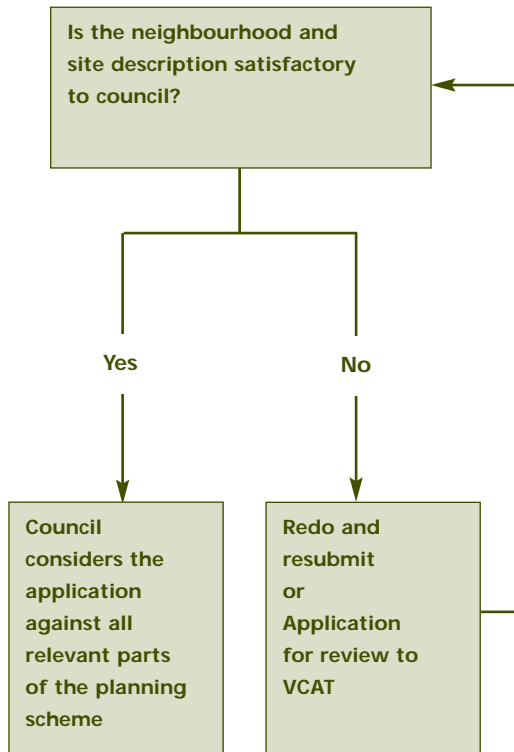 Is the neighbourhood and
site description satisfactory
to council?
Yes
No
Council
considers the
application
against all
relevant parts
of the planning
scheme
Redo and
resubmit
or
Application
for review to
VCAT